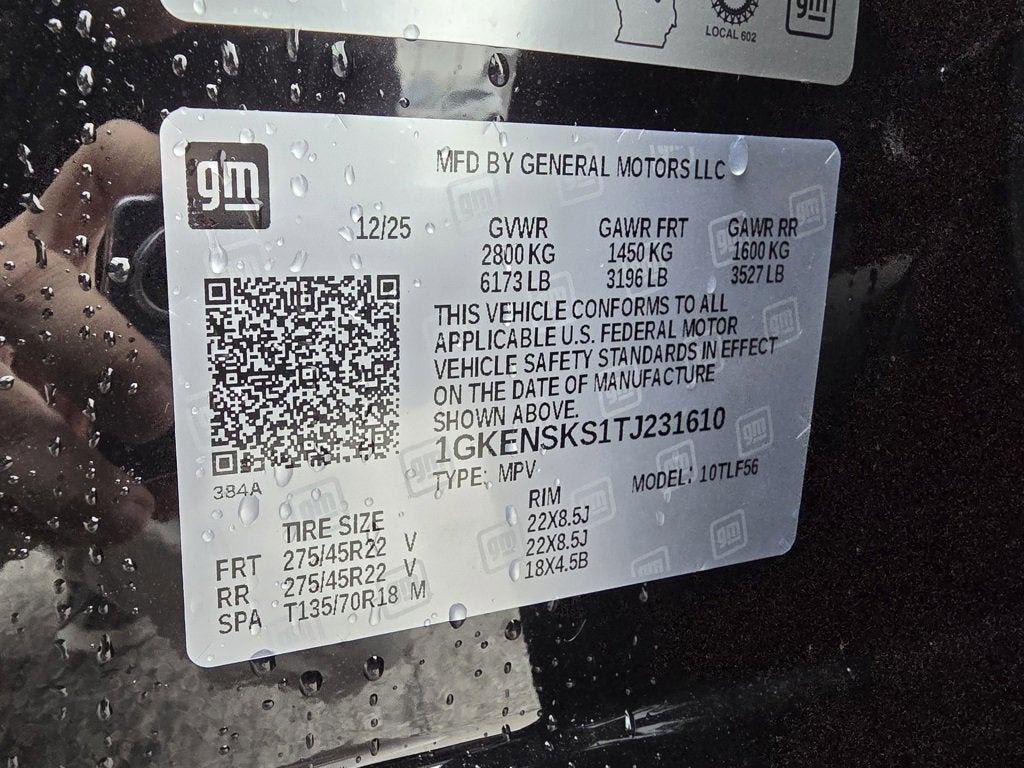 LOCAL 602
gm
gm
MFD BY GENERAL MOTORS LLC
12/25 GVWR GAWR FRT GAWR RR
2800 KG 1450 KG 1600 KG
6173 LB 3196 LB 3527 LB
THIS VEHICLE CONFORMS TO ALL
APPLICABLE U.S. FEDERAL MOTOR
VEHICLE SAFETY STANDARDS IN EFFECT
ON THE DATE OF MANUFACTURE
SHOWN ABOVE.
1GKENSKS1TJ231610
TYPE: MPV MODEL: 10TLF56
384A
TIRE SIZE RIM
FRT 275/45R22 V 22X8.5J
RR 275/45R22 V 22X8.5J
SPA T135/70R18 M 18X4.5B